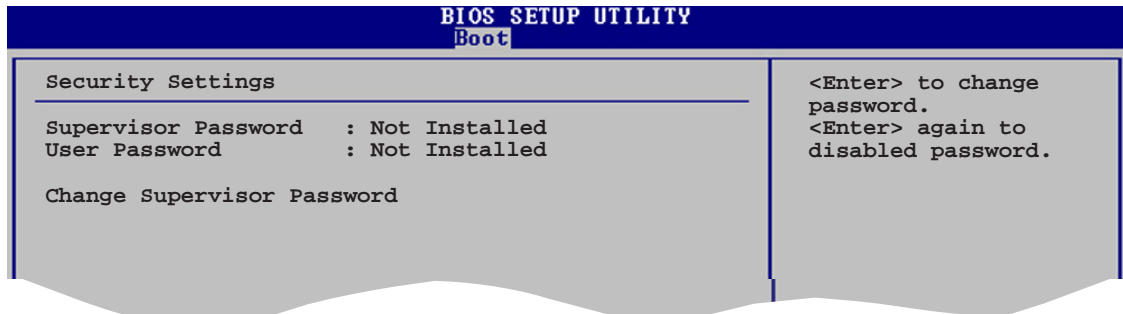 BIOS SETUP UTILITY
Boot
Security Settings
Supervisor Password : Not Installed
User Password : Not Installed
Change Supervisor Password
<Enter> to change
password.
<Enter> again to
disabled password.